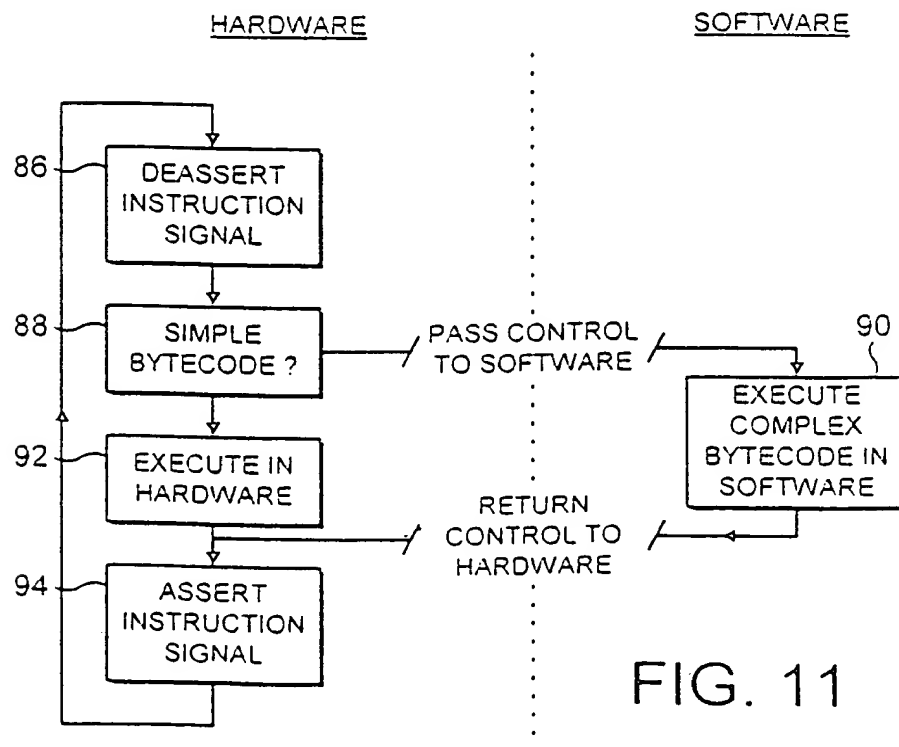 HARDWARE
SOFTWARE
86
DEASSERT
INSTRUCTION
SIGNAL
88
SIMPLE
BYTECODE ?
PASS CONTROL
TO SOFTWARE
90
EXECUTE
COMPLEX
BYTECODE IN
SOFTWARE
92
EXECUTE IN
HARDWARE
RETURN
CONTROL TO
HARDWARE
94
ASSERT
INSTRUCTION
SIGNAL
FIG. 11